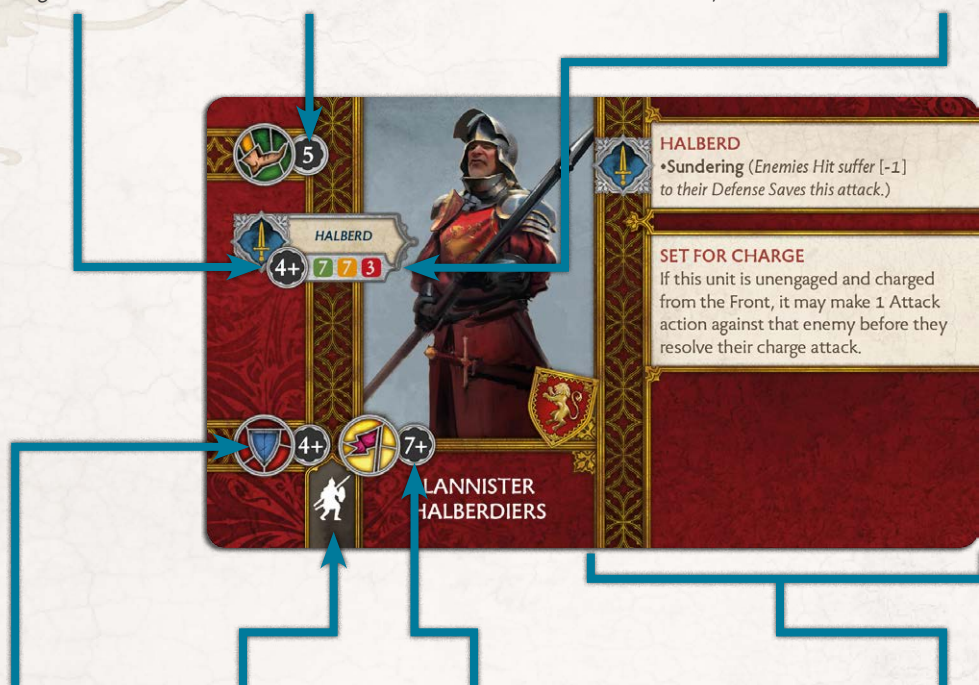 5
HALBERD
4+ 7 7 3
4+ 7+
LANNISTER
HALBERDIERS
HALBERD
•Sundering (Enemies Hit suffer [-1]
to their Defense Saves this attack.)
SET FOR CHARGE
If this unit is unengaged and charged
from the Front, it may make 1 Attack
action against that enemy before they
resolve their charge attack.